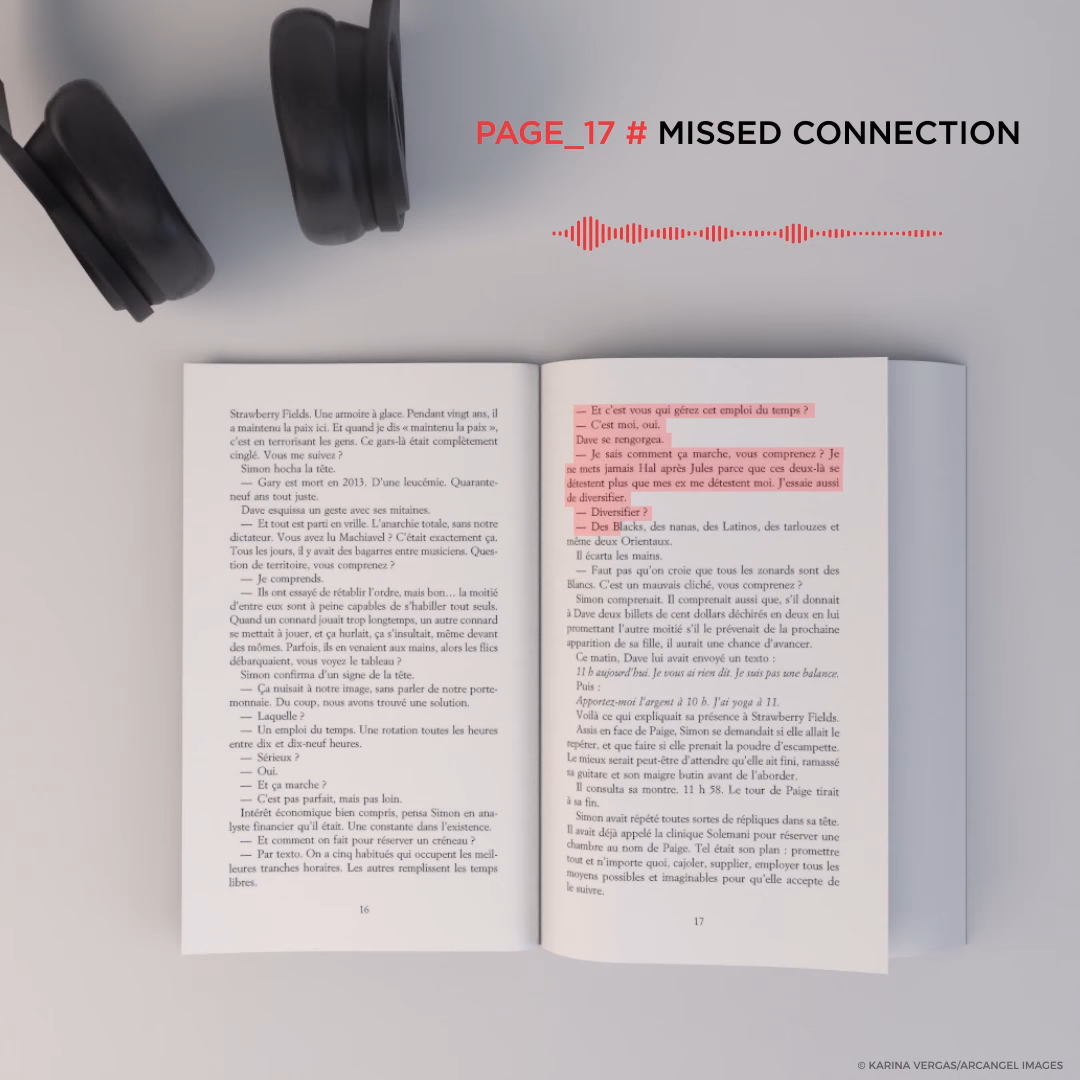 PAGE_17 # MISSED CONNECTION
Strawberry Fields. Une armoire à glace. Pendant vingt ans, il
a maintenu la paix ici. Et quand je dis « maintenu la paix »,
c'est en terrorisant les gens. Ce gars-là était complètement
cinglé. Vous me suivez ?
Simon hocha la tête.
— Gary est mort en 2013. D'une leucémie. Quarante-
neuf ans tout juste.
Dave esquissa un geste avec ses mitaines.
— Et tout est parti en vrille. L'anarchie totale, sans notre
dictateur. Vous avez lu Machiavel ? C'était exactement ça.
Tous les jours, il y avait des bagarres entre musiciens. Ques-
tion de territoire, vous comprenez ?
— Je comprends.
— Ils ont essayé de rétablir l'ordre, mais bon… la moitié
d'entre eux sont à peine capables de s'habiller tout seuls.
Quand un connard jouait trop longtemps, un autre connard
se mettait à jouer, et ça hurlait, ça s'insultait, même devant
des mômes. Parfois, ils en venaient aux mains, alors les flics
débarquaient, vous voyez le tableau ?
Simon confirma d'un signe de la tête.
— Ça nuisait à notre image, sans parler de notre porte-
monnaie. Du coup, nous avons trouvé une solution.
— Laquelle ?
— Un emploi du temps. Une rotation toutes les heures
entre dix et dix-neuf heures.
— Sérieux ?
— Oui.
— Et ça marche ?
— C'est pas parfait, mais pas loin.
Intérêt économique bien compris, pensa Simon en ana-
lyste financier qu'il était. Une constante dans l'existence.
— Et comment on fait pour réserver un créneau ?
— Par texto. On a cinq habitués qui occupent les meil-
leures tranches horaires. Les autres remplissent les temps
libres.
16
— Et c'est vous qui gérez cet emploi du temps ?
— C'est moi, oui.
Dave se rengorgea.
— Je sais comment ça marche, vous comprenez ? Je
ne mets jamais Hal après Jules parce que ces deux-là se
détestent plus que mes ex me détestent moi. J'essaie aussi
de diversifier.
— Diversifier ?
— Des Blacks, des nanas, des Latinos, des tarlouzes et
même deux Orientaux.
Il écarta les mains.
— Faut pas qu'on croie que tous les zonards sont des
Blancs. C'est un mauvais cliché, vous comprenez ?
Simon comprenait. Il comprenait aussi que, s'il donnait
à Dave deux billets de cent dollars déchirés en deux en lui
promettant l'autre moitié s'il le prévenait de la prochaine
apparition de sa fille, il aurait une chance d'avancer.
Ce matin, Dave lui avait envoyé un texto :
11 h aujourd'hui. Je vous ai rien dit. Je suis pas une balance.
Puis :
Apportez-moi l'argent à 10 h. J'ai yoga à 11.
Voilà ce qui expliquait sa présence à Strawberry Fields.
Assis en face de Paige, Simon se demandait si elle allait le
repérer, et que faire si elle prenait la poudre d'escampette.
Le mieux serait peut-être d'attendre qu'elle ait fini, ramassé
sa guitare et son maigre butin avant de l'aborder.
Il consulta sa montre. 11 h 58. Le tour de Paige tirait
à sa fin.
Simon avait répété toutes sortes de répliques dans sa tête.
Il avait déjà appelé la clinique Solemani pour réserver une
chambre au nom de Paige. Tel était son plan : promettre
tout et n'importe quoi, cajoler, supplier, employer tous les
moyens possibles et imaginables pour qu'elle accepte de
le suivre.
17
© KARINA VERGAS/ARCANGEL IMAGES